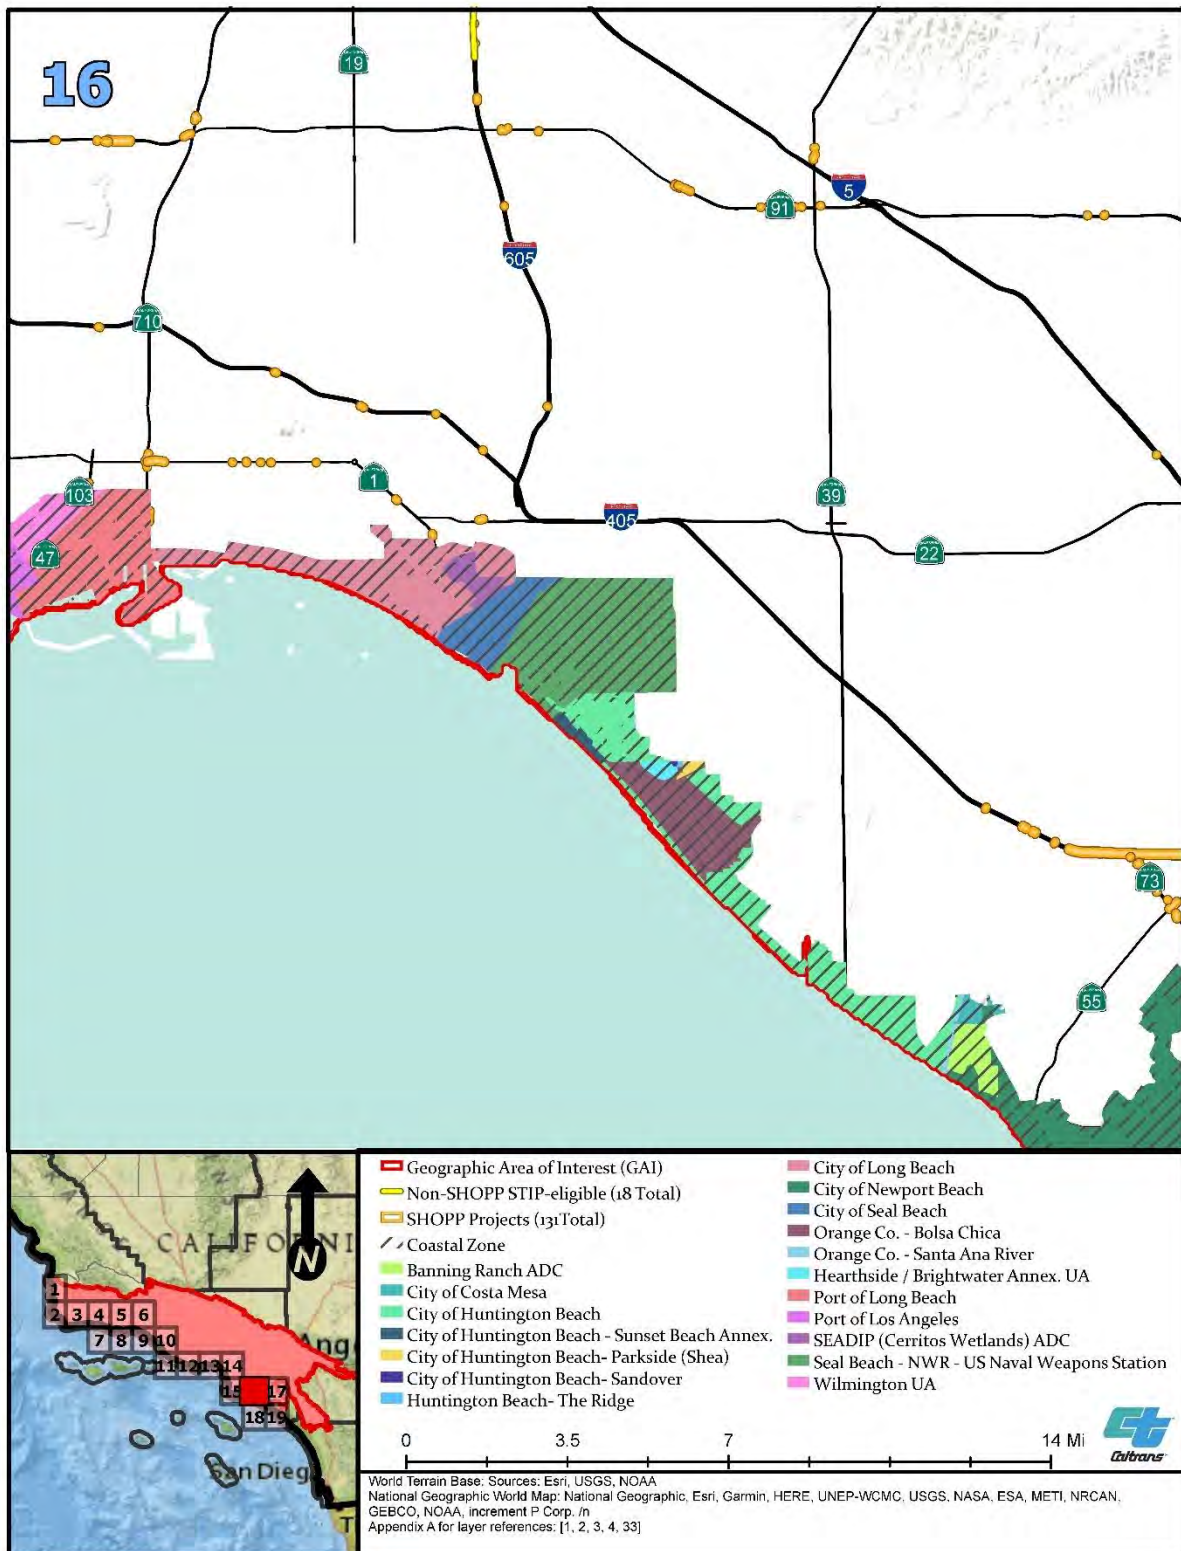 16
19
605
5
91
710
1
103
47
405
39
22
73
55
Geographic Area of Interest (GAI)
Non-SHOPP STIP-eligible (18 Total)
SHOPP Projects (131Total)
Coastal Zone
Banning Ranch ADC
City of Costa Mesa
City of Huntington Beach
City of Huntington Beach - Sunset Beach Annex.
City of Huntington Beach- Parkside (Shea)
City of Huntington Beach- Sandover
Huntington Beach- The Ridge
City of Long Beach
City of Newport Beach
City of Seal Beach
Orange Co. - Bolsa Chica
Orange Co. - Santa Ana River
Hearthside / Brightwater Annex. UA
Port of Long Beach
Port of Los Angeles
SEADIP (Cerritos Wetlands) ADC
Seal Beach - NWR - US Naval Weapons Station
Wilmington UA
N
CALIFORNI
1
2 3 4 5 6
7 8 9 10
11 12 13 14
15 17
18 19
Ang
San Dieg
T
0 3.5 7 14 Mi
ct
Caltrans
World Terrain Base: Sources: Esri, USGS, NOAA
National Geographic World Map: National Geographic, Esri, Garmin, HERE, UNEP-WCMC, USGS, NASA, ESA, METI, NRCAN,
GEBCO, NOAA, increment P Corp. /n
Appendix A for layer references: [1, 2, 3, 4, 33]